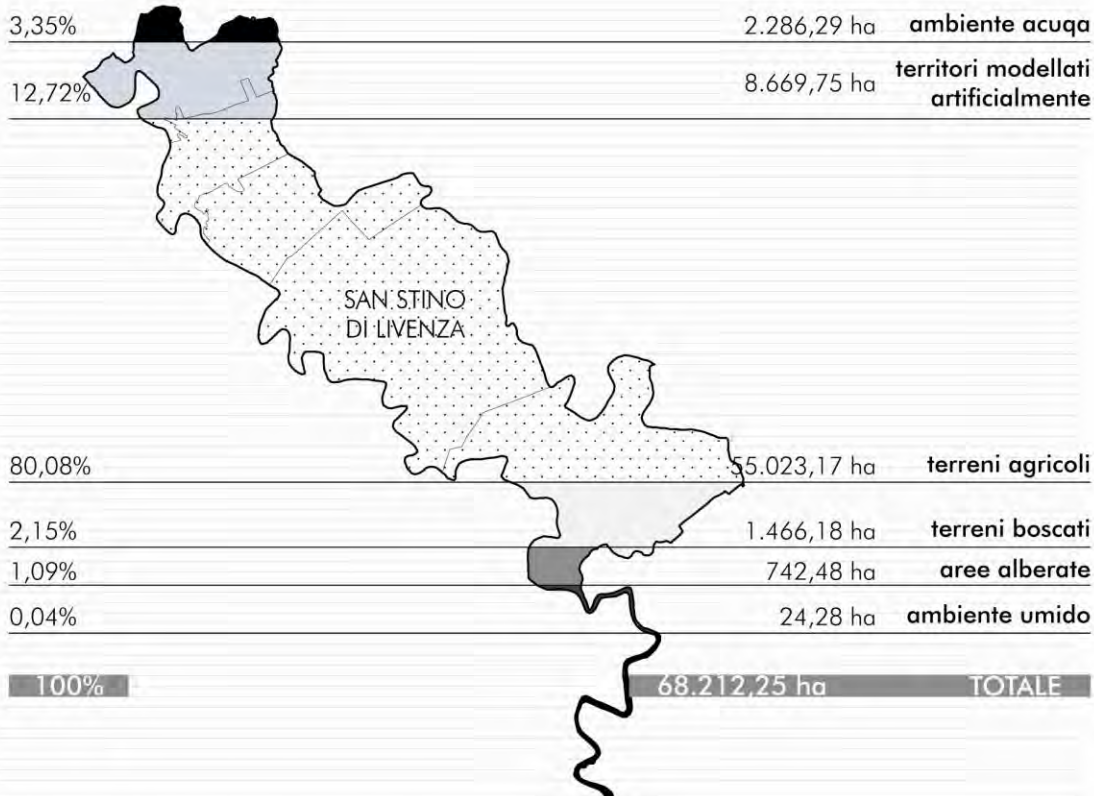 3,35% 2.286,29 ha ambiente acuqa
12,72% 8.669,75 ha territori modellati
artificialmente
SAN STINO
DI LIVENZA
80,08% 55.023,17 ha terreni agricoli
2,15% 1.466,18 ha terreni boscati
1,09% 742,48 ha aree alberate
0,04% 24,28 ha ambiente umido
100% 68.212,25 ha TOTALE